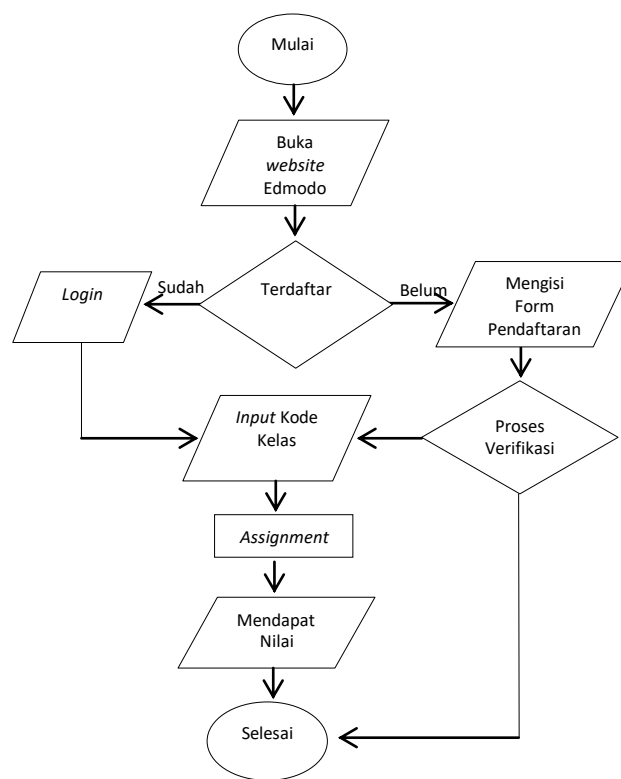 Mulai
Buka
website
Edmodo
Terdaftar
Sudah
Belum
Login
Mengisi
Form
Pendaftaran
Input Kode
Kelas
Proses
Verifikasi
Assignment
Mendapat
Nilai
Selesai